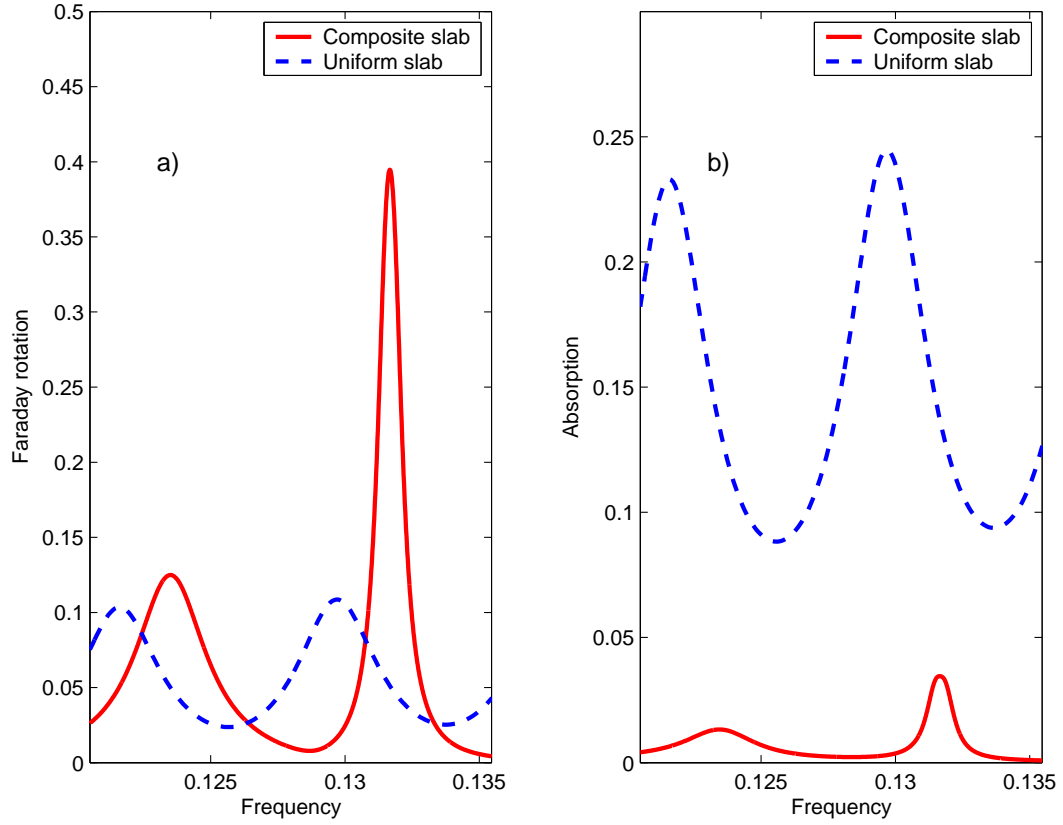 0.5
0.45
0.4
0.35
0.3
0.25
0.2
0.15
0.1
0.05
0
Faraday rotation
Composite slab
Uniform slab
a)
0.125
0.13
0.135
Frequency
0.25
0.2
0.15
0.1
0.05
0
Absorption
Composite slab
Uniform slab
b)
0.125
0.13
0.135
Frequency